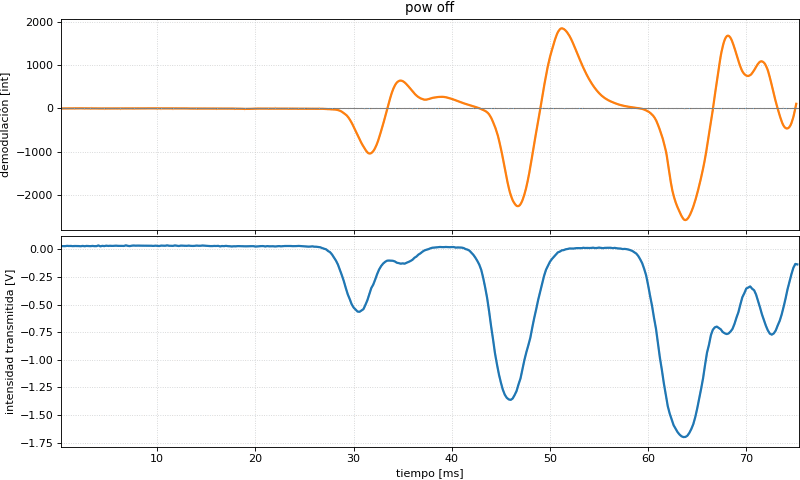 pow off
demodulación [int]
2000
1000
0
−1000
−2000
intensidad transmitida [V]
0.00
−0.25
−0.50
−0.75
−1.00
−1.25
−1.50
−1.75
10 20 30 40 50 60 70
tiempo [ms]